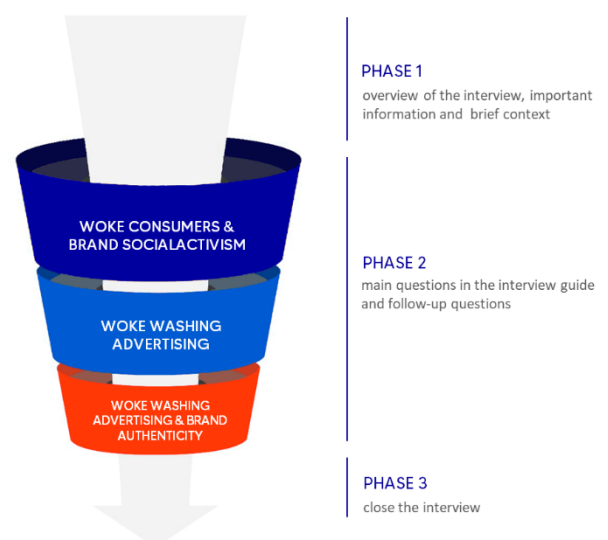 PHASE 1
overview of the interview, important
information and brief context
WOKE CONSUMERS &
BRAND SOCIALACTIVISM
PHASE 2
main questions in the interview guide
and follow-up questions
WOKE WASHING
ADVERTISING
WOKE WASHING
ADVERTISING & BRAND
AUTHENTICITY
PHASE 3
close the interview